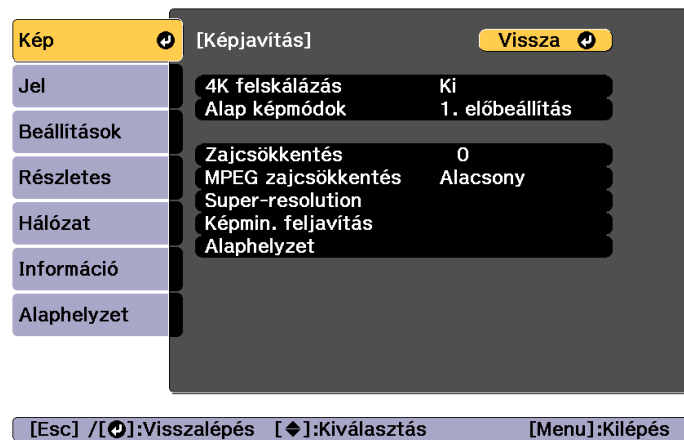 Kép
Jel
Beállítások
Részletes
Hálózat
Információ
Alaphelyzet
[Képjavítás] Vissza
4K felskálázás Ki
Alap képmódok 1. előbeállítás
Zajcsökkentés 0
MPEG zajcsökkentés Alacsony
Super-resolution
Képmin. feljavítás
Alaphelyzet
[Esc] /[]:Visszalépés []:Kiválasztás [Menu]:Kilépés